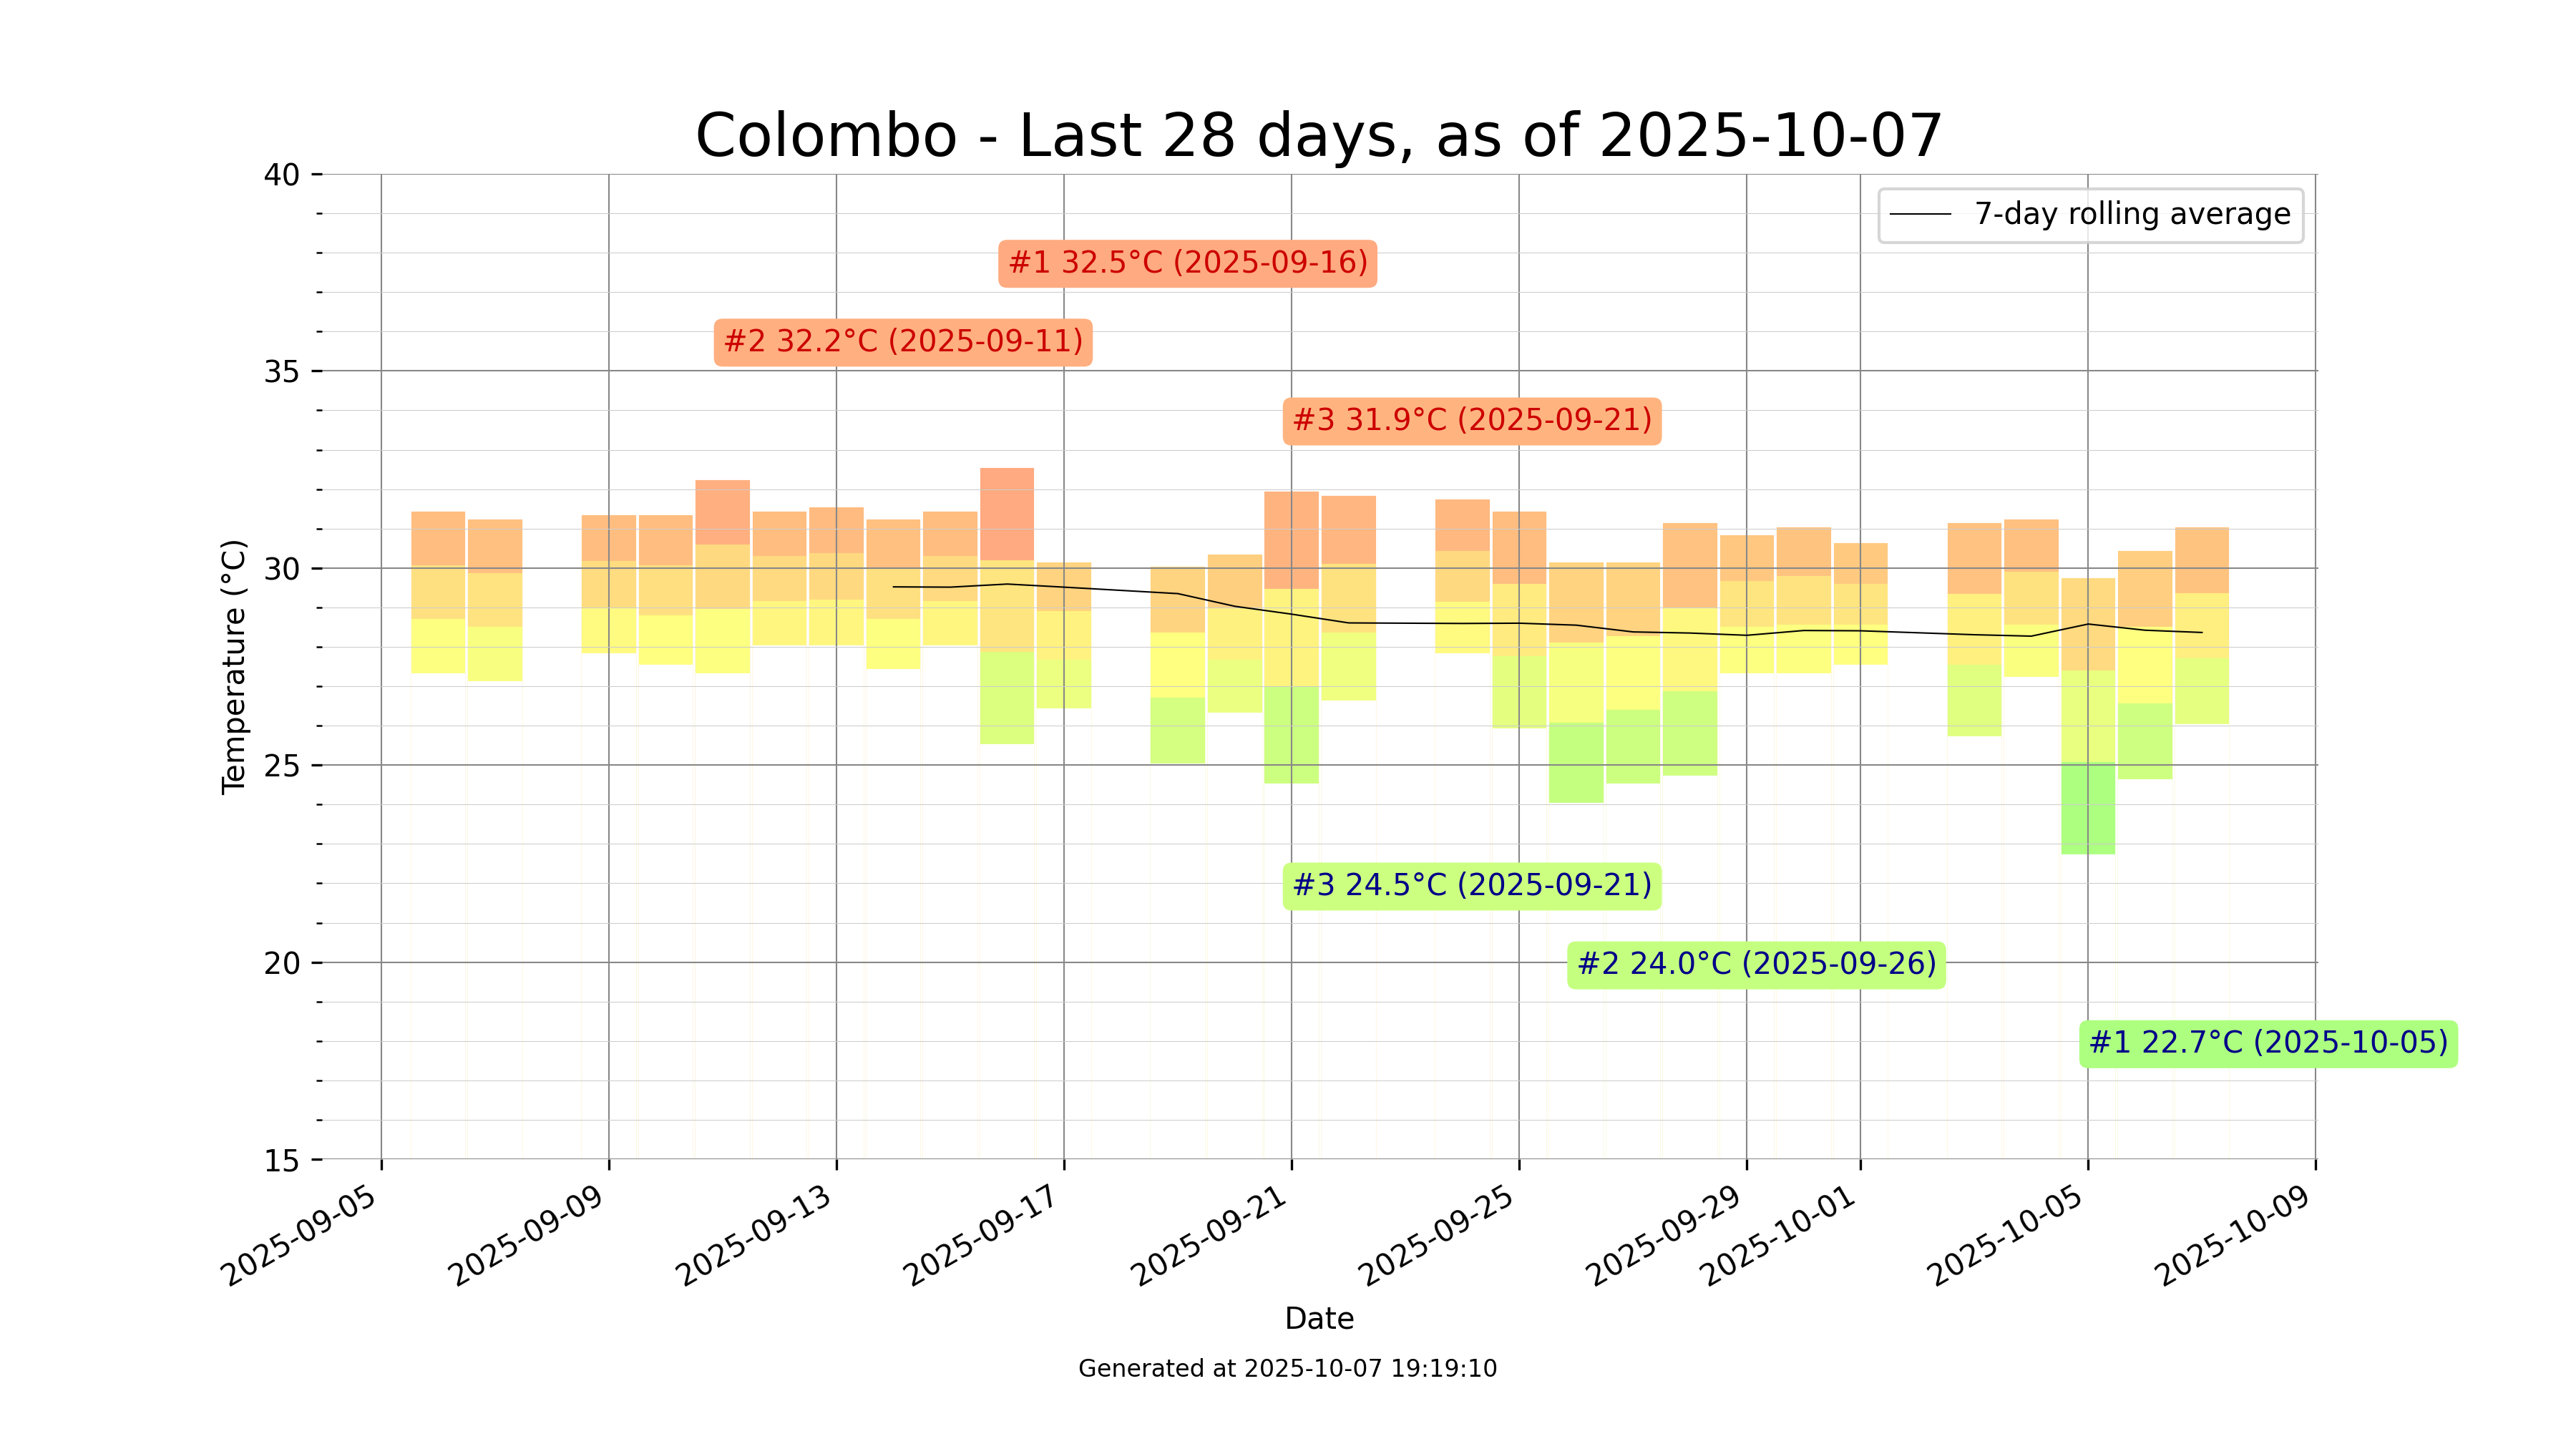 Colombo - Last 28 days, as of 2025-10-07
40
7-day rolling average
#1 32.5°C (2025-09-16)
#2 32.2°C (2025-09-11)
35
#3 31.9°C (2025-09-21)
30
Temperature (°C)
25
#3 24.5°C (2025-09-21)
20
#2 24.0°C (2025-09-26)
#1 22.7°C (2025-10-05)
15
2025-09-05
2025-09-09
2025-09-13
2025-09-17
2025-09-21
2025-09-25
2025-09-29
2025-10-01
2025-10-05
2025-10-09
Date
Generated at 2025-10-07 19:19:10